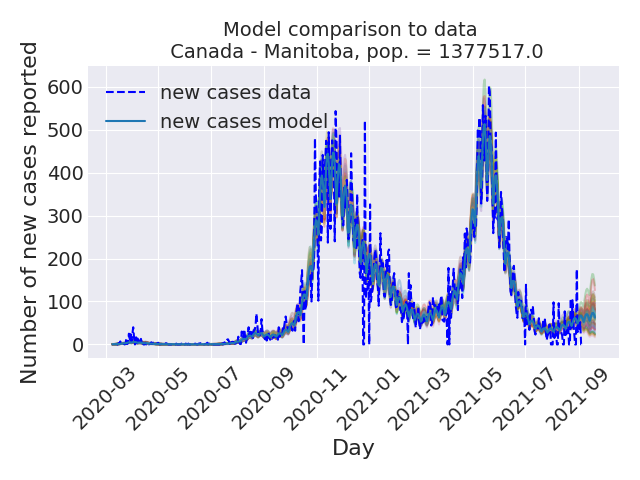 Model comparison to data
Canada - Manitoba, pop. = 1377517.0
Number of new cases reported
600
500
400
300
200
100
0
new cases data
new cases model
2020-03
2020-05
2020-07
2020-09
2020-11
2021-01
2021-03
2021-05
2021-07
2021-09
Day